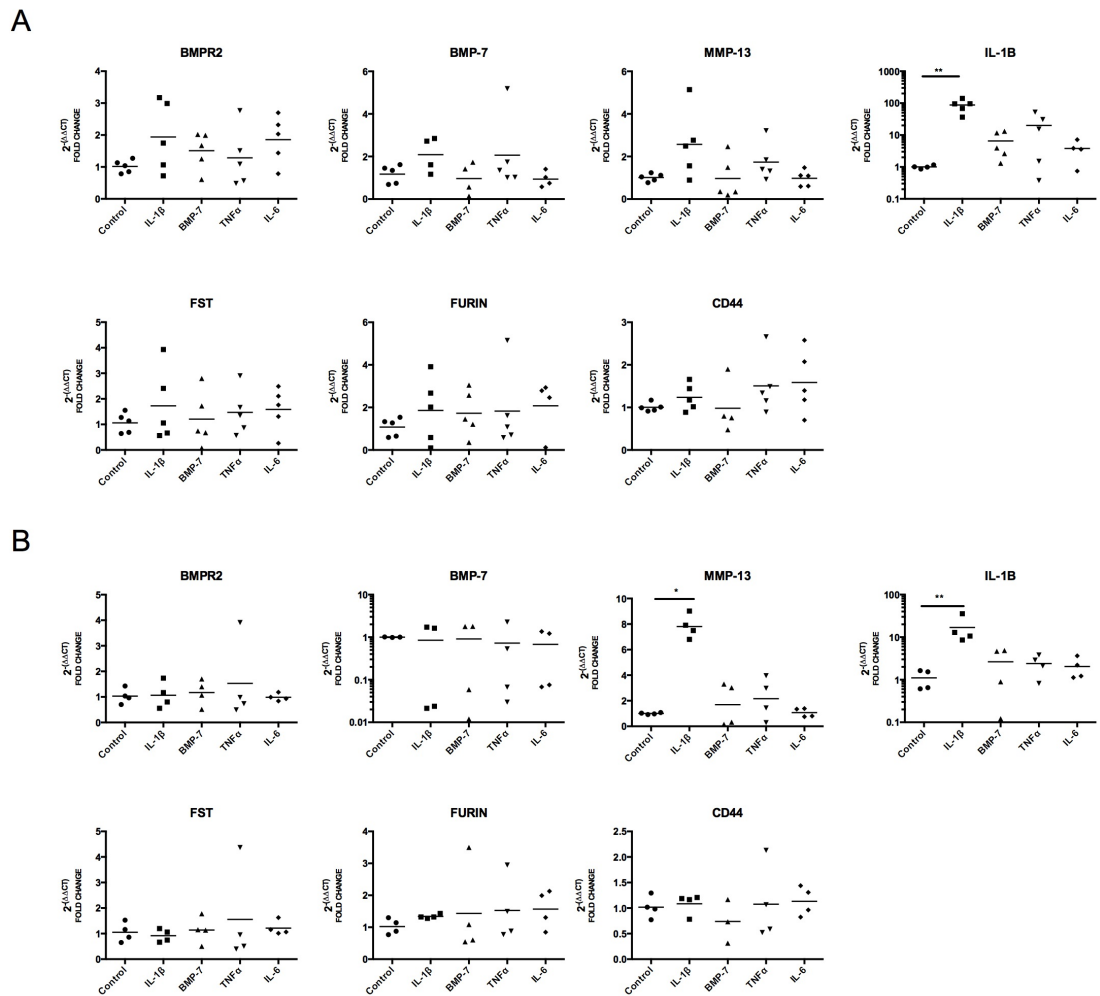 A
BMPR2
2-(ΔΔCT)
FOLD CHANGE
4
3
2
1
0
Control
IL-1β
BMP-7
TNFα
IL-6
BMP-7
2-(ΔΔCT)
FOLD CHANGE
6
4
2
0
Control
IL-1β
BMP-7
TNFα
IL-6
MMP-13
2-(ΔΔCT)
FOLD CHANGE
6
4
2
0
Control
IL-1β
BMP-7
TNFα
IL-6
IL-1B
2-(ΔΔCT)
FOLD CHANGE
1000
100
10
1
0.1
**
Control
IL-1β
BMP-7
TNFα
IL-6
FST
2-(ΔΔCT)
FOLD CHANGE
5
4
3
2
1
0
Control
IL-1β
BMP-7
TNFα
IL-6
FURIN
2-(ΔΔCT)
FOLD CHANGE
6
4
2
0
Control
IL-1β
BMP-7
TNFα
IL-6
CD44
2-(ΔΔCT)
FOLD CHANGE
3
2
1
0
Control
IL-1β
BMP-7
TNFα
IL-6
B
BMPR2
2-(ΔΔCT)
FOLD CHANGE
5
4
3
2
1
0
Control
IL-1β
BMP-7
TNFα
IL-6
BMP-7
2-(ΔΔCT)
FOLD CHANGE
10
1
0.1
0.01
Control
IL-1β
BMP-7
TNFα
IL-6
MMP-13
2-(ΔΔCT)
FOLD CHANGE
10
8
6
4
2
0
*
Control
IL-1β
BMP-7
TNFα
IL-6
IL-1B
2-(ΔΔCT)
FOLD CHANGE
100
10
1
0.1
**
Control
IL-1β
BMP-7
TNFα
IL-6
FST
2-(ΔΔCT)
FOLD CHANGE
5
4
3
2
1
0
Control
IL-1β
BMP-7
TNFα
IL-6
FURIN
2-(ΔΔCT)
FOLD CHANGE
4
3
2
1
0
Control
IL-1β
BMP-7
TNFα
IL-6
CD44
2-(ΔΔCT)
FOLD CHANGE
2.5
2.0
1.5
1.0
0.5
0.0
Control
IL-1β
BMP-7
TNFα
IL-6